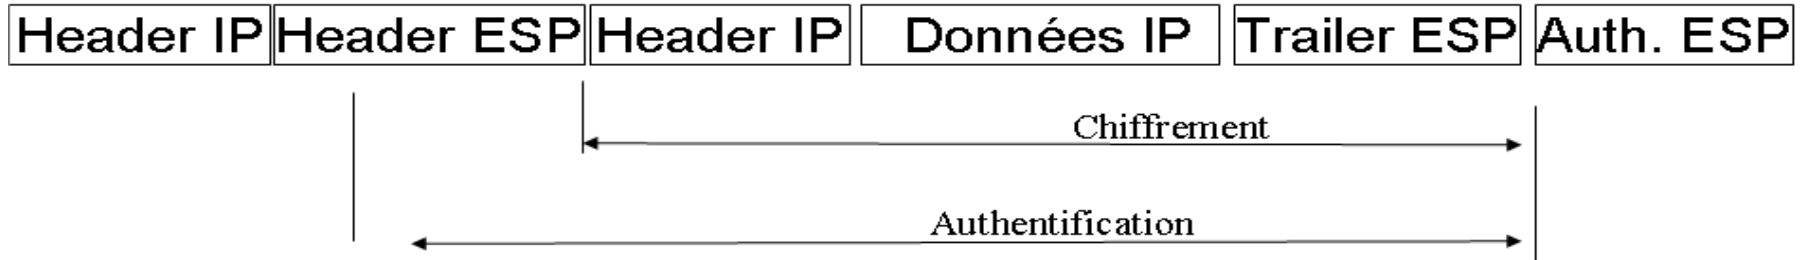 Header IP Header ESP Header IP Données IP Trailer ESP Auth. ESP
Chiffrement
Authentification